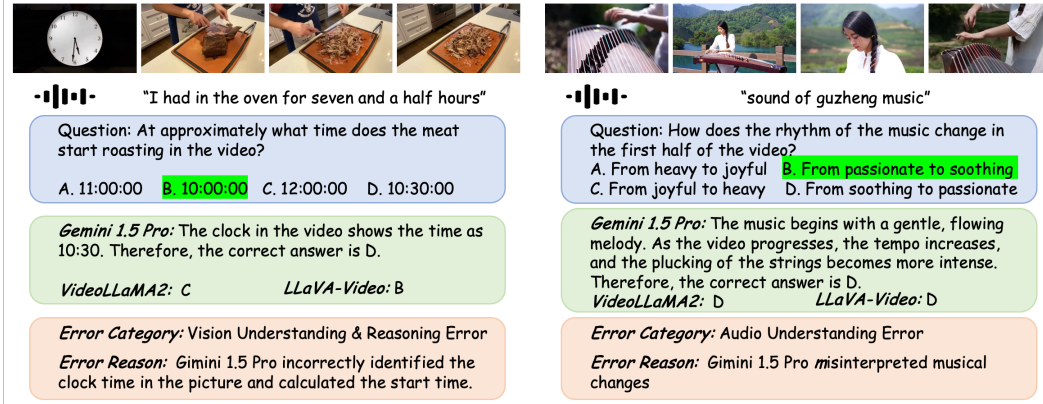 "I had in the oven for seven and a half hours"
Question: At approximately what time does the meat
start roasting in the video?
A. 11:00:00 B. 10:00:00 C. 12:00:00 D. 10:30:00
Gemini 1.5 Pro: The clock in the video shows the time as
10:30. Therefore, the correct answer is D.
VideoLLaMA2: C LLaVA-Video: B
Error Category: Vision Understanding & Reasoning Error
Error Reason: Gimini 1.5 Pro incorrectly identified the
clock time in the picture and calculated the start time.
"sound of guzheng music"
Question: How does the rhythm of the music change in
the first half of the video?
A. From heavy to joyful B. From passionate to soothing
C. From joyful to heavy D. From soothing to passionate
Gemini 1.5 Pro: The music begins with a gentle, flowing
melody. As the video progresses, the tempo increases,
and the plucking of the strings becomes more intense.
Therefore, the correct answer is D.
VideoLLaMA2: D LLaVA-Video: D
Error Category: Audio Understanding Error
Error Reason: Gimini 1.5 Pro misinterpreted musical
changes